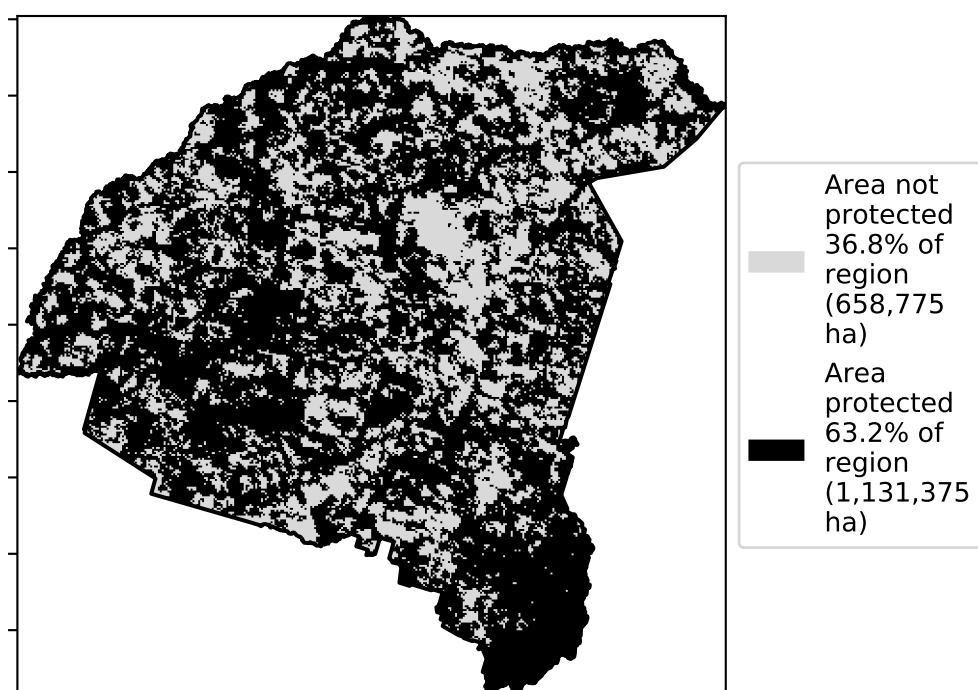 Area not
protected
36.8% of
region
(658,775
ha)
Area
protected
63.2% of
region
(1,131,375
ha)